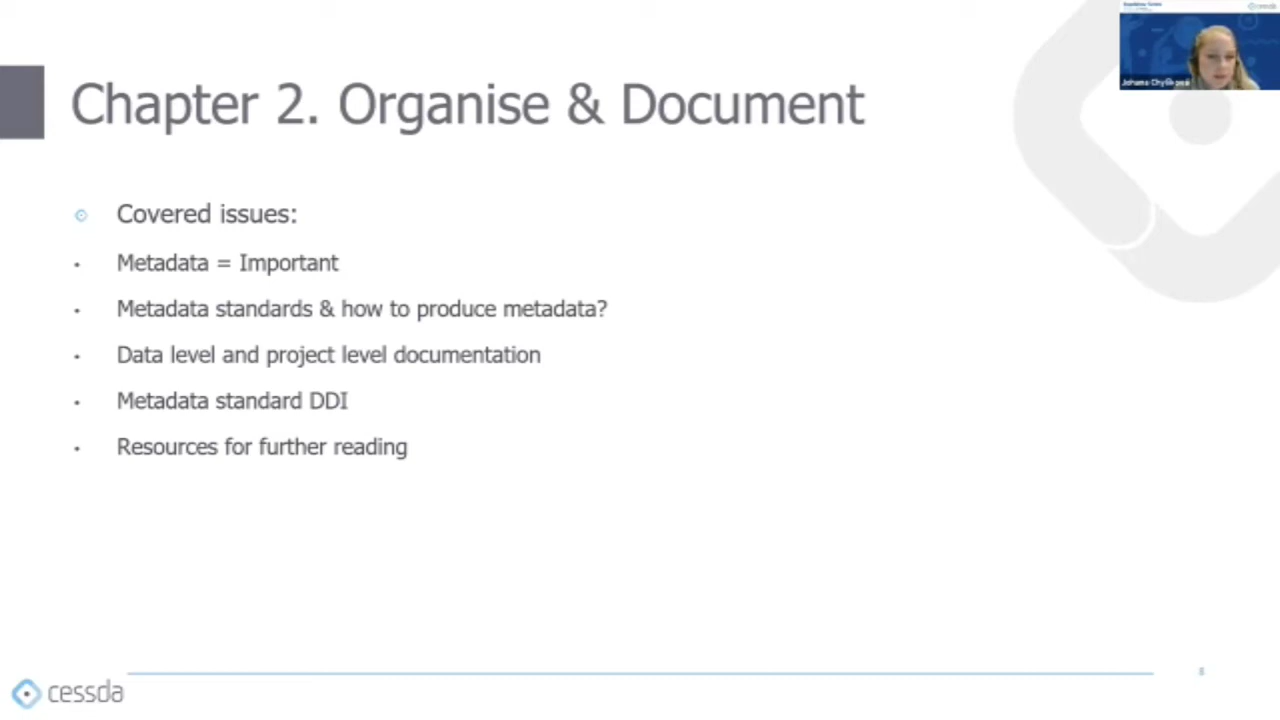 Chapter 2. Organise & Document
Covered issues:
Metadata = Important
Metadata standards & how to produce metadata?
Data level and project level documentation
Metadata standard DDI
Resources for further reading
cessda
cessda